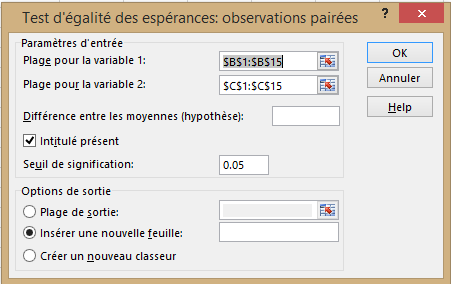 Test d'égalité des espérances: observations pairées
Paramètres d'entrée
Plage pour la variable 1: $B$1:$B$15
Plage pour la variable 2: $C$1:$C$15
Différence entre les moyennes (hypothèse):
Intitulé présent
Seuil de signification: 0.05
Options de sortie
Plage de sortie:
Insérer une nouvelle feuille:
Créer un nouveau classeur
OK
Annuler
Help